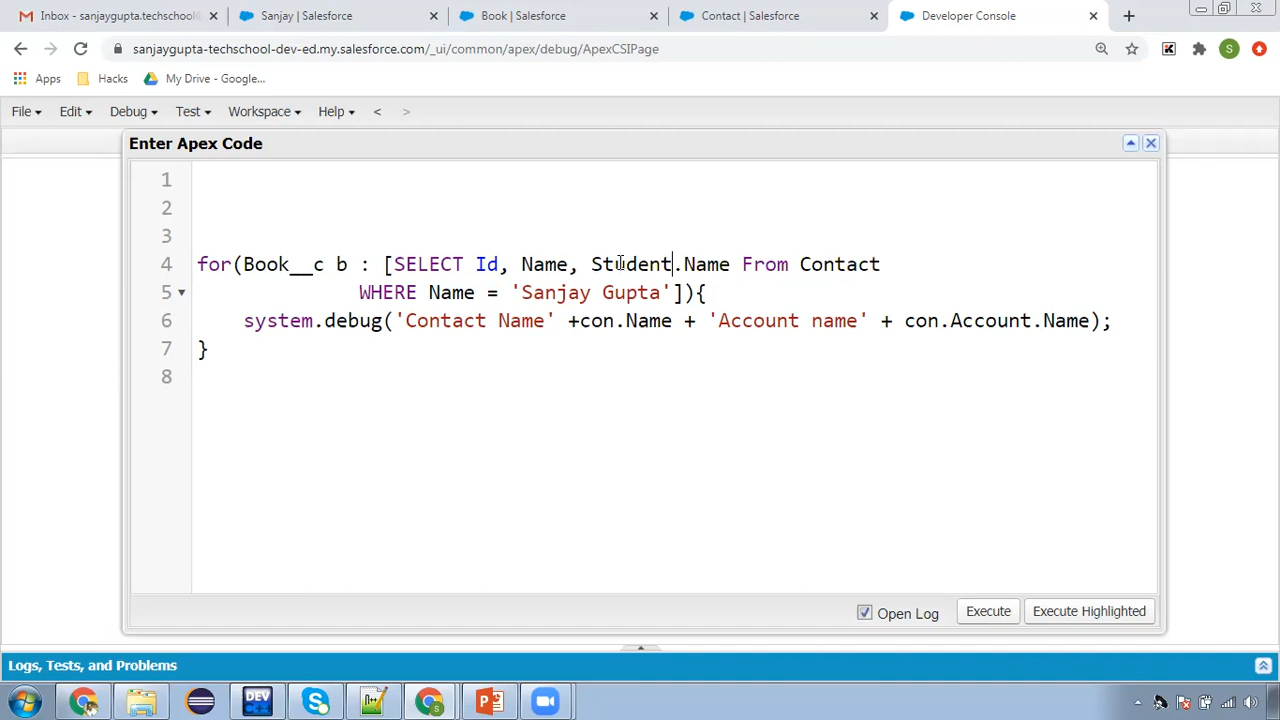 Inbox - sanjaygupta.techschool
Sanjay | Salesforce
Book | Salesforce
Contact | Salesforce
Developer Console
sanjaygupta-techschool-dev-ed.my.salesforce.com/_ui/common/apex/debug/ApexCSIPage
S
Apps
Hacks
My Drive - Google...
File
Edit
Debug
Test
Workspace
Help
<
>
Enter Apex Code
1
2
3
4 for(Book__c b : [SELECT Id, Name, Student.Name From Contact
5 WHERE Name = 'Sanjay Gupta']){
6 system.debug('Contact Name' +con.Name + 'Account name' + con.Account.Name);
7 }
8
Open Log
Execute
Execute Highlighted
Logs, Tests, and Problems
DEV
C++